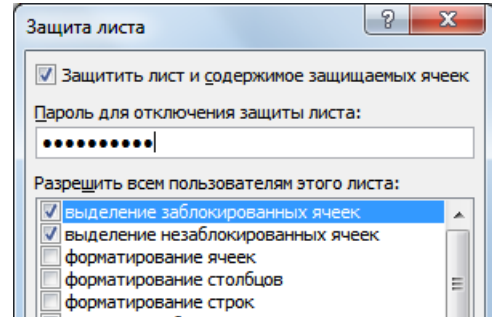 Защита листа
Защитить лист и содержимое защищаемых ячеек
Пароль для отключения защиты листа:
••••••••••
Разрешить всем пользователям этого листа:
выделение заблокированных ячеек
выделение незаблокированных ячеек
форматирование ячеек
форматирование столбцов
форматирование строк